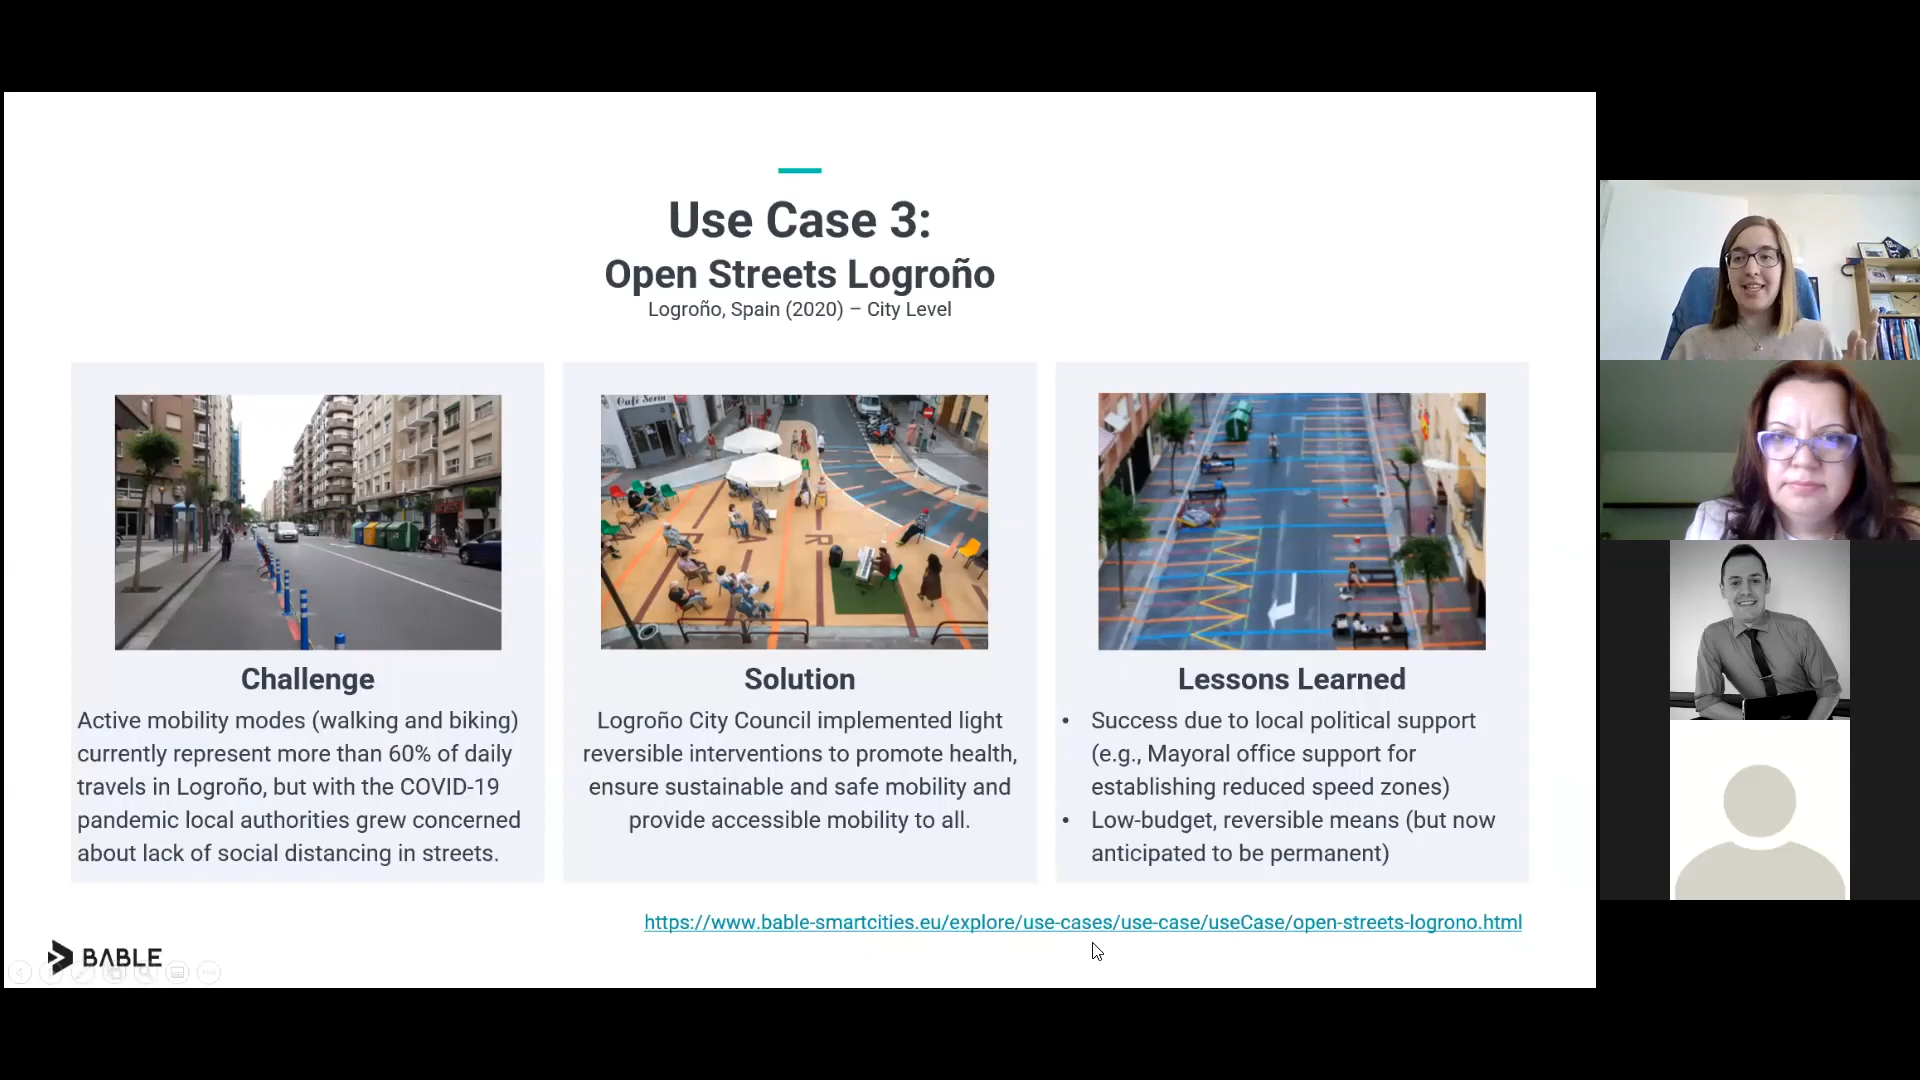 Use Case 3:
Open Streets Logroño
Logroño, Spain (2020) – City Level
Challenge
Active mobility modes (walking and biking)
currently represent more than 60% of daily
travels in Logroño, but with the COVID-19
pandemic local authorities grew concerned
about lack of social distancing in streets.
Solution
Logroño City Council implemented light
reversible interventions to promote health,
ensure sustainable and safe mobility and
provide accessible mobility to all.
Lessons Learned
• Success due to local political support
(e.g., Mayoral office support for
establishing reduced speed zones)
• Low-budget, reversible means (but now
anticipated to be permanent)
https://www.bable-smartcities.eu/explore/use-cases/use-case/useCase/open-streets-logrono.html
BABLE